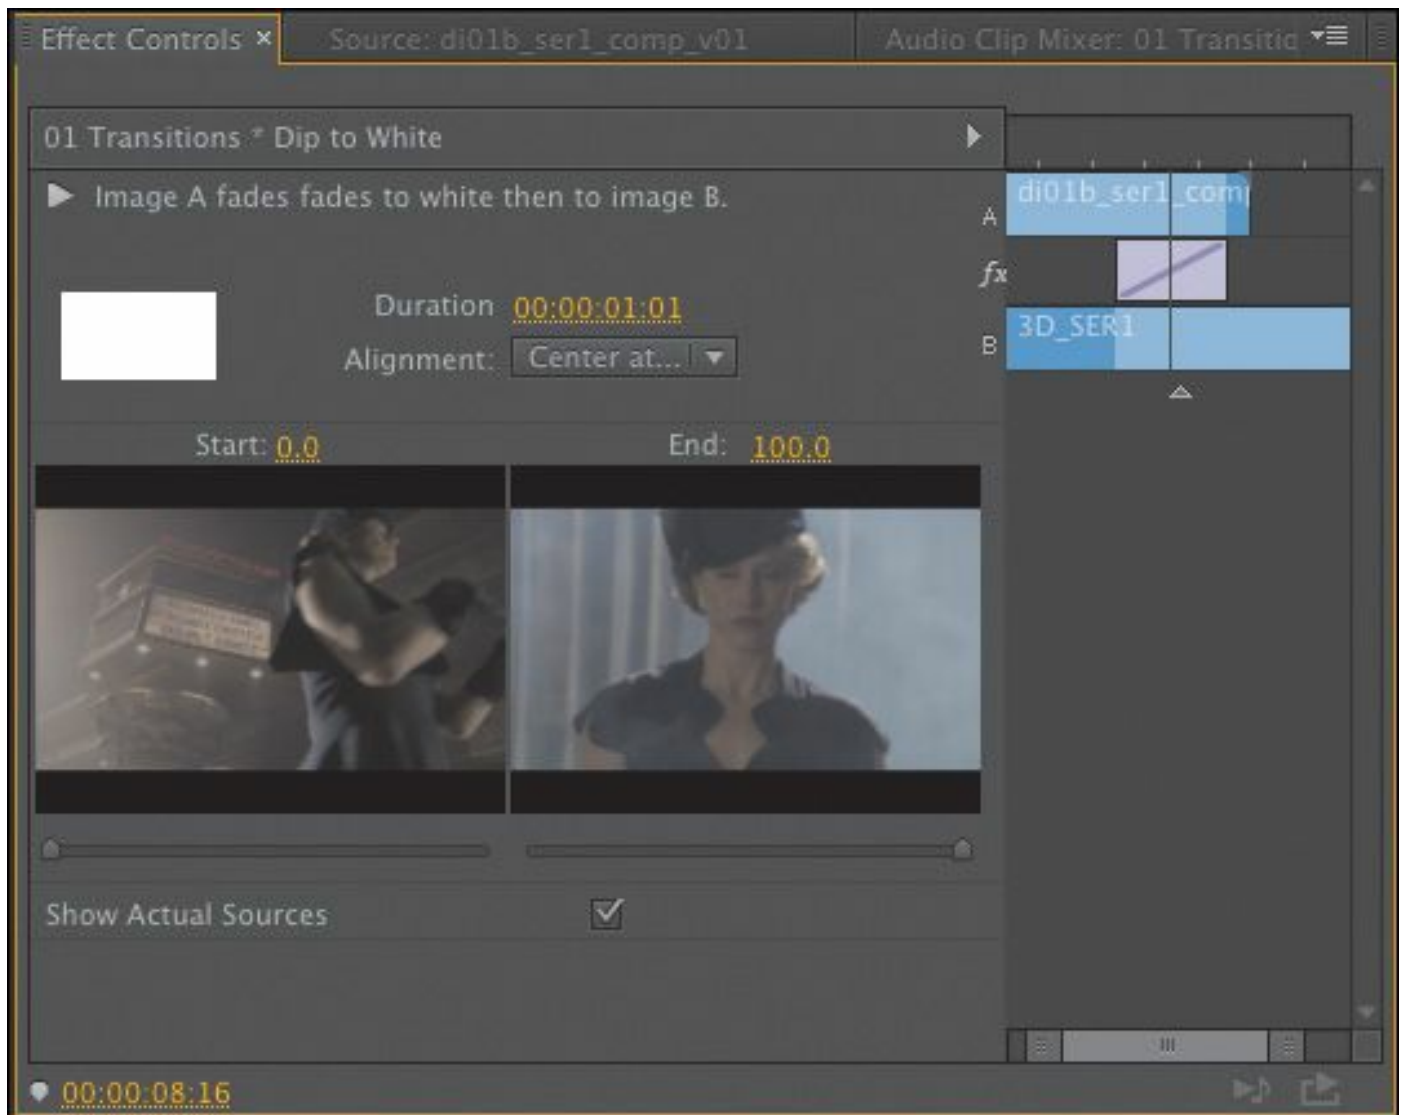 Effect Controls × Source: di01b_ser1_comp_v01 Audio Clip Mixer: 01 Transitio
01 Transitions * Dip to White
Image A fades fades to white then to image B.
di01b_ser1_comp
A
fx
Duration 00:00:01:01
3D_SER1
Alignment: Center at...
B
Start: 0.0 End: 100.0
Show Actual Sources
00:00:08:16